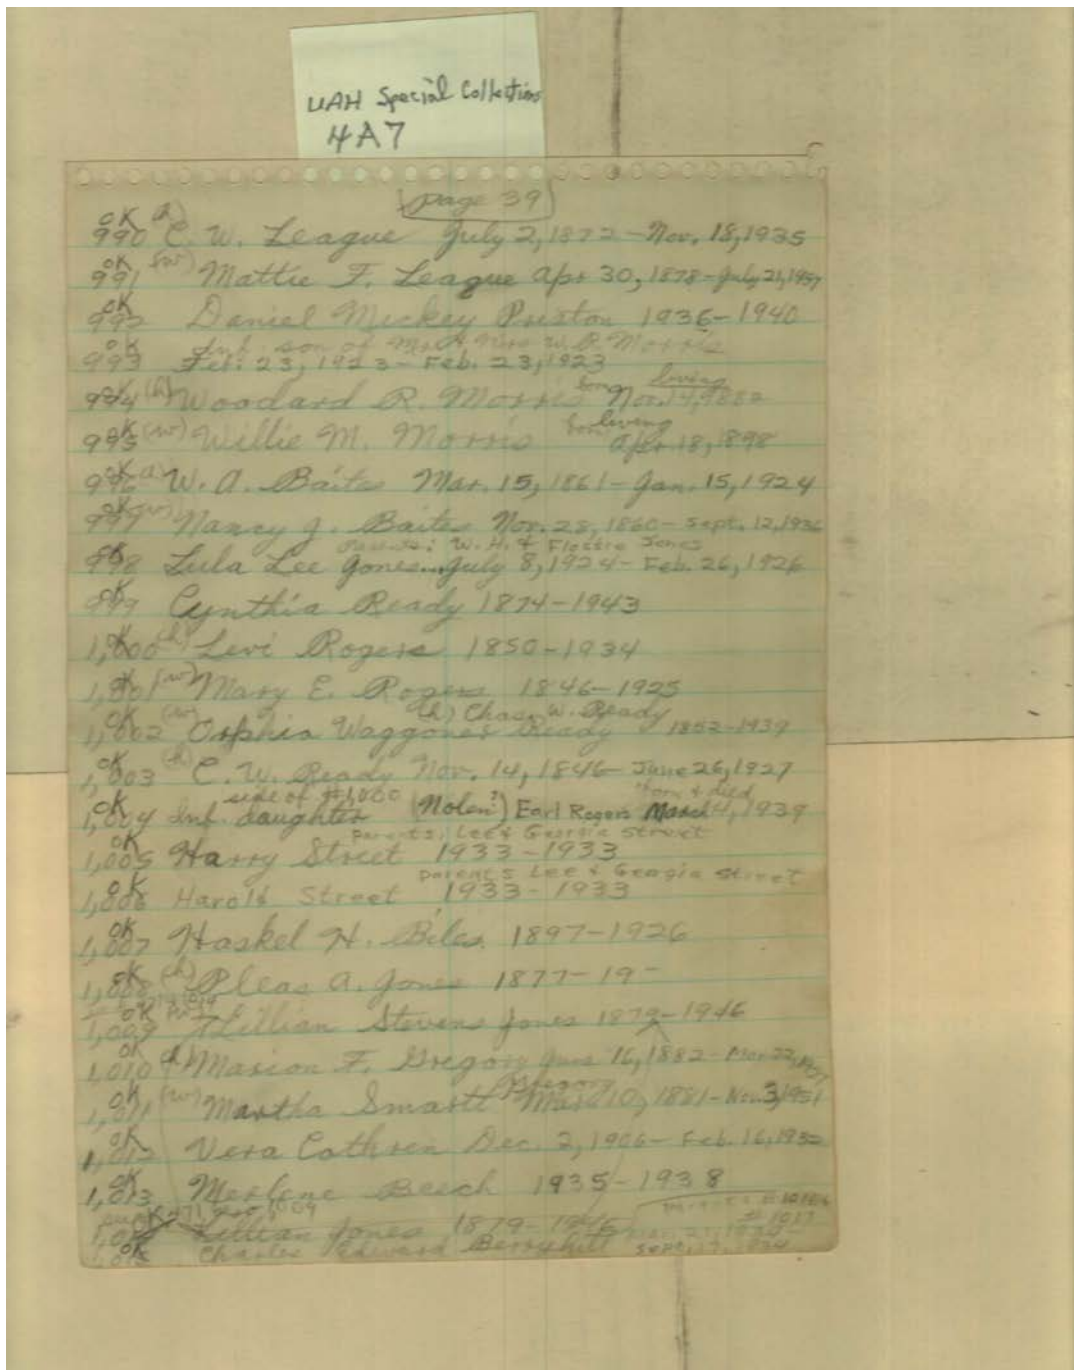 UAH Special Collections
4A7
page 39
OK 990 (h) C. W. League July 2, 1872 - Nov. 18, 1935
OK 991 (w) Mattie F. League Apr 30, 1878 - July 21, 1957
OK 992 Daniel Mickey Preston 1936 - 1940
Inf. son of Mr. & Mrs. W. R. Morris
OK 993 Feb. 23, 1923 - Feb. 23, 1923
living
994 (h) Woodard R. Morris born Nov. 14, 1882
living
OK 995 (w) Willie M. Morris born Apr. 18, 1898
OK 996 W. A. Baites Mar. 15, 1861 - Jan. 15, 1924
OK 997 (w) Nancy J. Baites Nov. 28, 1860 - Sept. 12, 1936
Parents: W. H. & Flossie Jones
OK 998 Lula Lee Jones... July 8, 1924 - Feb. 26, 1926
OK 999 Cynthia Ready 1874 - 1943
OK 1,000 (h) Levi Rogers 1850 - 1934
1,001 (w) Mary E. Rogers 1846 - 1925
(h) Chas. W. Ready
OK 1,002 (w) Orphia Waggoner Ready 1852 - 1939
OK 1,003 (h) C. W. Ready Nov. 14, 1846 - June 26, 1927
side of #1,000 born & died
OK 1,004 Inf. daughter (Nolen?) Earl Rogers March 4, 1939
parents, Lee & Georgia Street
OK 1,005 Harry Street 1933 - 1933
parents Lee & Georgia Street
OK 1,006 Harold Street 1933 - 1933
OK 1,007 Haskel H. Biles 1897 - 1926
OK 1,008 (h) Pleas A. Jones 1877 - 19 -
OK 1,009 Lillian Stevens Jones 1879 - 1946
OK 1,010 Marion F. Gregory June 16, 1882 - Mar. 22,
Gregory
OK 1,011 (w) Martha Smartt Mar. 10, 1881 - Nov. 3, 1951
OK 1,012 Vera Cathren Dec. 2, 1906 - Feb. 16,
OK 1,013 Merlene Beech 1935 - 1938
1009
Lillian Jones 1879 - 1946
# 1017
OK Charles Edward Berryhill Sept. 17,